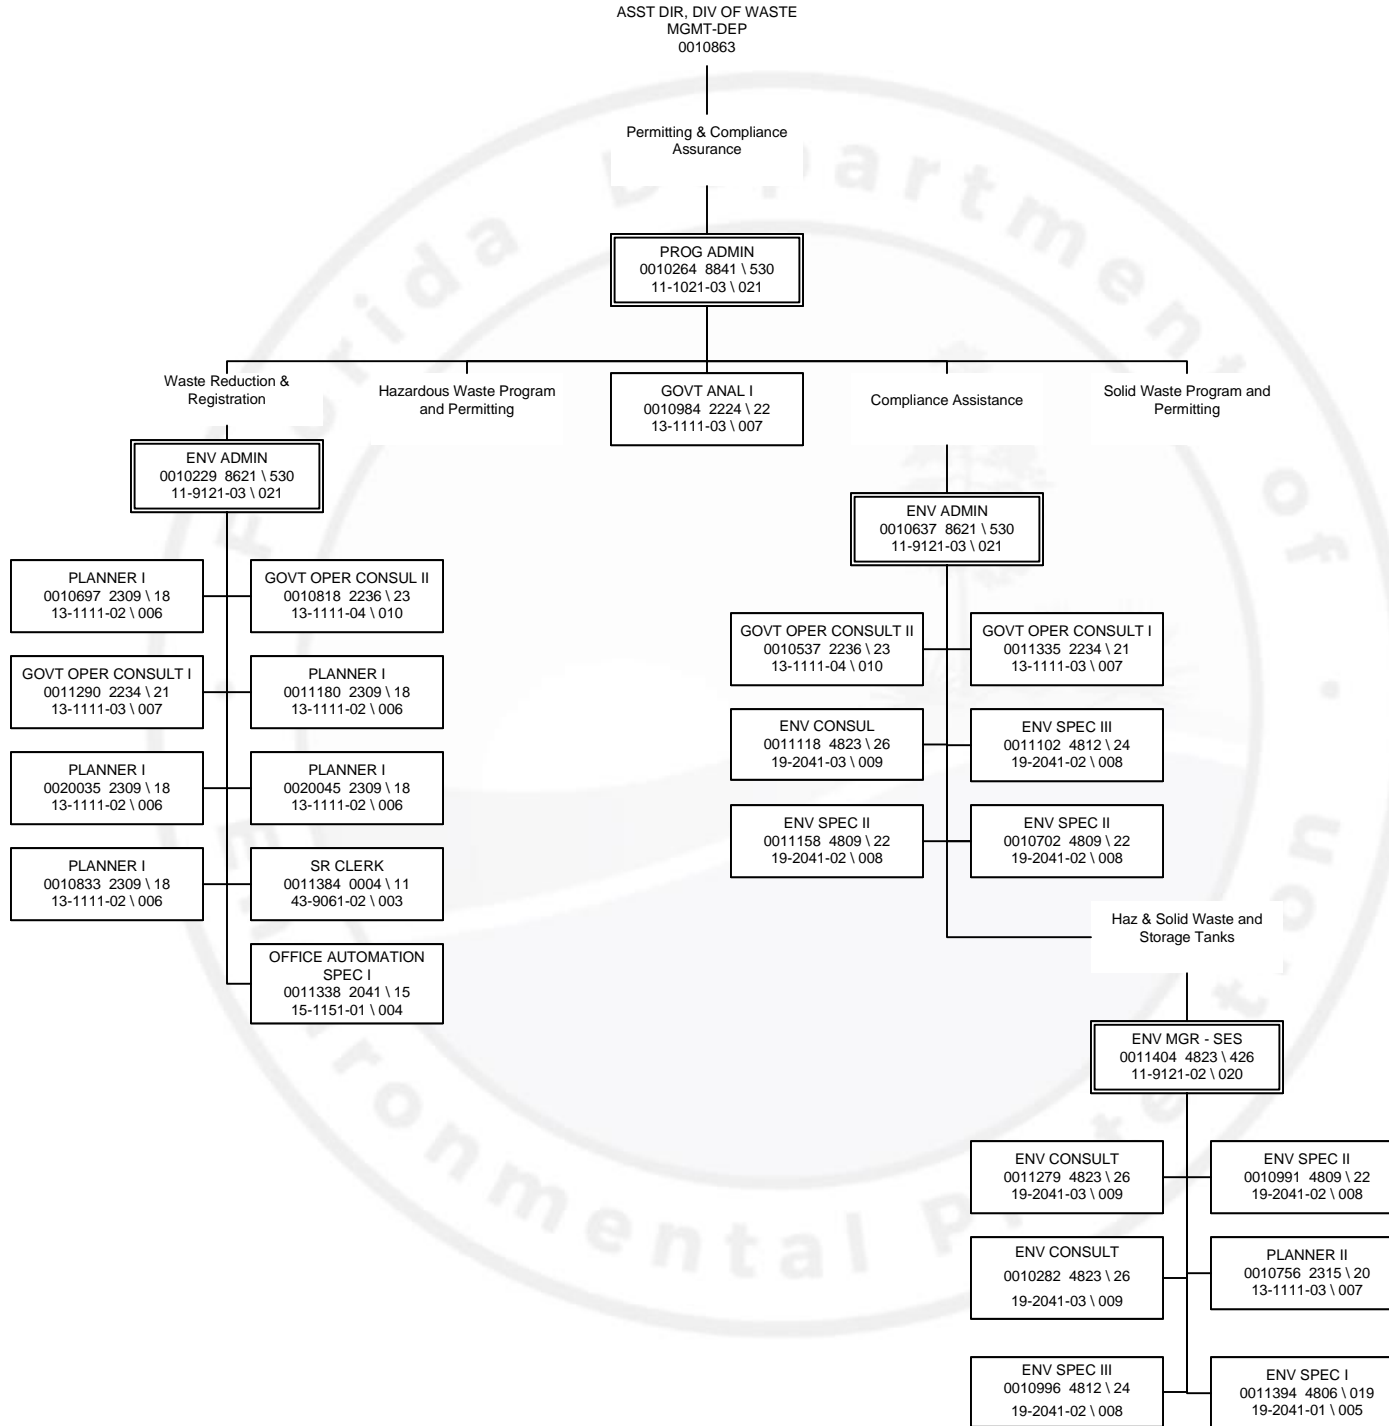 ASST DIR, DIV OF WASTE
MGMT-DEP
0010863
Permitting & Compliance
Assurance
PROG ADMIN
0010264 8841 \ 530
11-1021-03 \ 021
Waste Reduction &
Registration
Hazardous Waste Program
and Permitting
GOVT ANAL I
0010984 2224 \ 22
13-1111-03 \ 007
Compliance Assistance
Solid Waste Program and
Permitting
ENV ADMIN
0010229 8621 \ 530
11-9121-03 \ 021
PLANNER I
0010697 2309 \ 18
13-1111-02 \ 006
GOVT OPER CONSUL II
0010818 2236 \ 23
13-1111-04 \ 010
GOVT OPER CONSULT I
0011290 2234 \ 21
13-1111-03 \ 007
PLANNER I
0011180 2309 \ 18
13-1111-02 \ 006
PLANNER I
0020035 2309 \ 18
13-1111-02 \ 006
PLANNER I
0020045 2309 \ 18
13-1111-02 \ 006
PLANNER I
0010833 2309 \ 18
13-1111-02 \ 006
SR CLERK
0011384 0004 \ 11
43-9061-02 \ 003
OFFICE AUTOMATION
SPEC I
0011338 2041 \ 15
15-1151-01 \ 004
ENV ADMIN
0010637 8621 \ 530
11-9121-03 \ 021
GOVT OPER CONSULT II
0010537 2236 \ 23
13-1111-04 \ 010
GOVT OPER CONSULT I
0011335 2234 \ 21
13-1111-03 \ 007
ENV CONSUL
0011118 4823 \ 26
19-2041-03 \ 009
ENV SPEC III
0011102 4812 \ 24
19-2041-02 \ 008
ENV SPEC II
0011158 4809 \ 22
19-2041-02 \ 008
ENV SPEC II
0010702 4809 \ 22
19-2041-02 \ 008
Haz & Solid Waste and
Storage Tanks
ENV MGR - SES
0011404 4823 \ 426
11-9121-02 \ 020
ENV CONSULT
0011279 4823 \ 26
19-2041-03 \ 009
ENV SPEC II
0010991 4809 \ 22
19-2041-02 \ 008
ENV CONSULT
0010282 4823 \ 26
19-2041-03 \ 009
PLANNER II
0010756 2315 \ 20
13-1111-03 \ 007
ENV SPEC III
0010996 4812 \ 24
19-2041-02 \ 008
ENV SPEC I
0011394 4806 \ 019
19-2041-01 \ 005